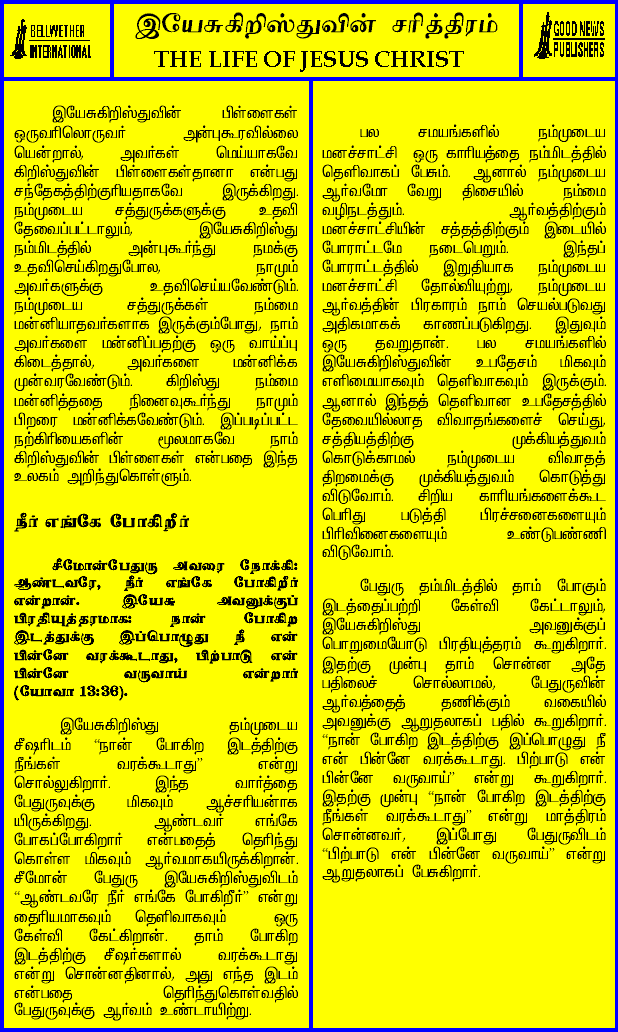 BELLWETHER
INTERNATIONAL
இயேசுகிறிஸ்துவின் சரித்திரம்
THE LIFE OF JESUS CHRIST
GOOD NEWS
PUBLISHERS
இயேசுகிறிஸ்துவின் பிள்ளைகள்
ஒருவரிலொருவர் அன்புகூரவில்லை
யென்றால், அவர்கள் மெய்யாகவே
கிறிஸ்துவின் பிள்ளைகள்தானா என்பது
சந்தேகத்திற்குரியதாகவே இருக்கிறது.
நம்முடைய சத்துருக்களுக்கு உதவி
தேவைப்பட்டாலும், இயேசுகிறிஸ்து
நம்மிடத்தில் அன்புகூர்ந்து நமக்கு
உதவிசெய்கிறதுபோல, நாமும்
அவர்களுக்கு உதவிசெய்யவேண்டும்.
நம்முடைய சத்துருக்கள் நம்மை
மன்னியாதவர்களாக இருக்கும்போது, நாம்
அவர்களை மன்னிப்பதற்கு ஒரு வாய்ப்பு
கிடைத்தால், அவர்களை மன்னிக்க
முன்வரவேண்டும். கிறிஸ்து நம்மை
மன்னித்ததை நினைவுகூர்ந்து நாமும்
பிறரை மன்னிக்கவேண்டும். இப்படிப்பட்ட
நற்கிரியைகளின் மூலமாகவே நாம்
கிறிஸ்துவின் பிள்ளைகள் என்பதை இந்த
உலகம் அறிந்துகொள்ளும்.
நீர் எங்கே போகிறீர்
சீமோன்பேதுரு அவரை நோக்கி:
ஆண்டவரே, நீர் எங்கே போகிறீர்
என்றான். இயேசு அவனுக்குப்
பிரதியுத்தரமாக: நான் போகிற
இடத்துக்கு இப்பொழுது நீ என்
பின்னே வரக்கூடாது, பிற்பாடு என்
பின்னே வருவாய் என்றார்
(யோவா 13:36).
இயேசுகிறிஸ்து தம்முடைய
சீஷரிடம் “நான் போகிற இடத்திற்கு
நீங்கள் வரக்கூடாது” என்று
சொல்லுகிறார். இந்த வார்த்தை
பேதுருவுக்கு மிகவும் ஆச்சரியனாக
யிருக்கிறது. ஆண்டவர் எங்கே
போகப்போகிறார் என்பதைத் தெரிந்து
கொள்ள மிகவும் ஆர்வமாகயிருக்கிறான்.
சீமோன் பேதுரு இயேசுகிறிஸ்துவிடம்
“ஆண்டவரே நீர் எங்கே போகிறீர்” என்று
தைரியமாகவும் தெளிவாகவும் ஒரு
கேள்வி கேட்கிறான். தாம் போகிற
இடத்திற்கு சீஷர்களால் வரக்கூடாது
என்று சொன்னதினால், அது எந்த இடம்
என்பதை தெரிந்துகொள்வதில்
பேதுருவுக்கு ஆர்வம் உண்டாயிற்று.
பல சமயங்களில் நம்முடைய
மனச்சாட்சி ஒரு காரியத்தை நம்மிடத்தில்
தெளிவாகப் பேசும். ஆனால் நம்முடைய
ஆர்வமோ வேறு திசையில் நம்மை
வழிநடத்தும். ஆர்வத்திற்கும்
மனச்சாட்சியின் சத்தத்திற்கும் இடையில்
போராட்டமே நடைபெறும். இந்தப்
போராட்டத்தில் இறுதியாக நம்முடைய
மனச்சாட்சி தோல்வியுற்று, நம்முடைய
ஆர்வத்தின் பிரகாரம் நாம் செயல்படுவது
அதிகமாகக் காணப்படுகிறது. இதுவும்
ஒரு தவறுதான். பல சமயங்களில்
இயேசுகிறிஸ்துவின் உபதேசம் மிகவும்
எளிமையாகவும் தெளிவாகவும் இருக்கும்.
ஆனால் இந்தத் தெளிவான உபதேசத்தில்
தேவையில்லாத விவாதங்களைச் செய்து,
சத்தியத்திற்கு முக்கியத்துவம்
கொடுக்காமல் நம்முடைய விவாதத்
திறமைக்கு முக்கியத்துவம் கொடுத்து
விடுவோம். சிறிய காரியங்களைக்கூட
பெரிது படுத்தி பிரச்சனைகளையும்
பிரிவினைகளையும் உண்டுபண்ணி
விடுவோம்.
பேதுரு தம்மிடத்தில் தாம் போகும்
இடத்தைப்பற்றி கேள்வி கேட்டாலும்,
இயேசுகிறிஸ்து அவனுக்குப்
பொறுமையோடு பிரதியுத்தரம் கூறுகிறார்.
இதற்கு முன்பு தாம் சொன்ன அதே
பதிலைச் சொல்லாமல், பேதுருவின்
ஆர்வத்தைத் தணிக்கும் வகையில்
அவனுக்கு ஆறுதலாகப் பதில் கூறுகிறார்.
“நான் போகிற இடத்திற்கு இப்பொழுது நீ
என் பின்னே வரக்கூடாது. பிற்பாடு என்
பின்னே வருவாய்” என்று கூறுகிறார்.
இதற்கு முன்பு “நான் போகிற இடத்திற்கு
நீங்கள் வரக்கூடாது” என்று மாத்திரம்
சொன்னவர், இப்போது பேதுருவிடம்
“பிற்பாடு என் பின்னே வருவாய்” என்று
ஆறுதலாகப் பேசுகிறார்.